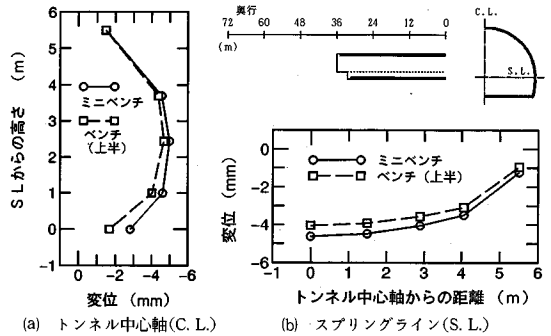 6
5
4
3
2
1
0
-1
0
-2
-4
-6
SLからの高さ (m)
ミニベンチ
ベンチ
(上半)
変位 (mm)
(a) トンネル中心軸(C.L.)
奥行
72 60 48 36 24 12 0
(m)
C.L.
S.L.
0
-2
-4
-6
変位 (mm)
ミニベンチ
ベンチ(上半)
0 1 2 3 4 5 6
トンネル中心軸からの距離 (m)
(b) スプリングライン(S.L.)